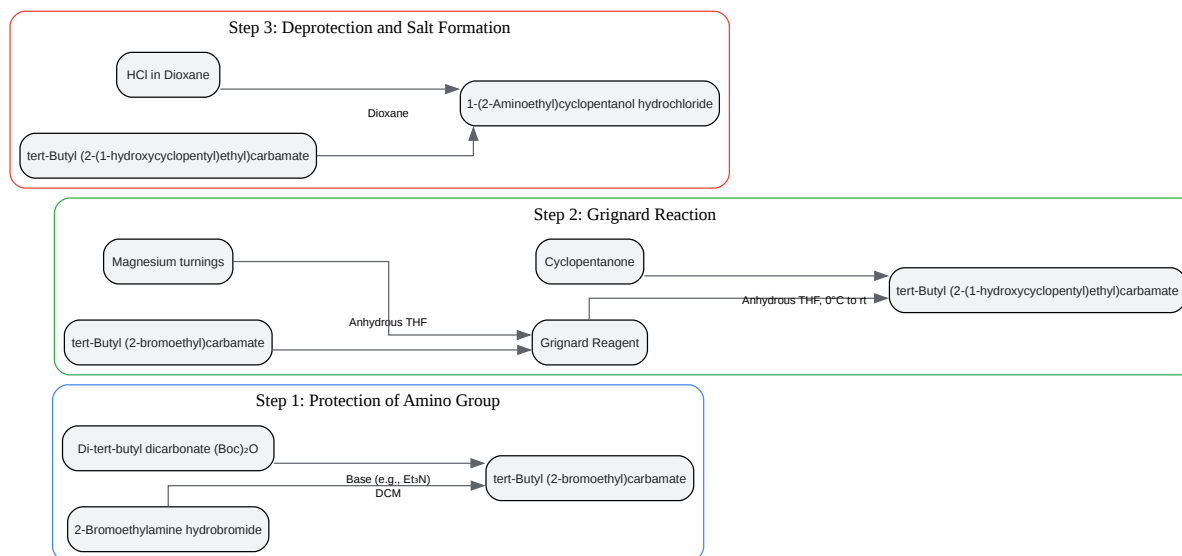 Step 3: Deprotection and Salt Formation
HCl in Dioxane
1-(2-Aminoethyl)cyclopentanol hydrochloride
Dioxane
tert-Butyl (2-(1-hydroxycyclopentyl)ethyl)carbamate
Step 2: Grignard Reaction
Magnesium turnings
Cyclopentanone
tert-Butyl (2-(1-hydroxycyclopentyl)ethyl)carbamate
Anhydrous THF, 0°C to rt
Anhydrous THF
tert-Butyl (2-bromoethyl)carbamate
Grignard Reagent
Step 1: Protection of Amino Group
Di-tert-butyl dicarbonate (Boc)₂O
Base (e.g., Et₃N)
DCM
tert-Butyl (2-bromoethyl)carbamate
2-Bromoethylamine hydrobromide